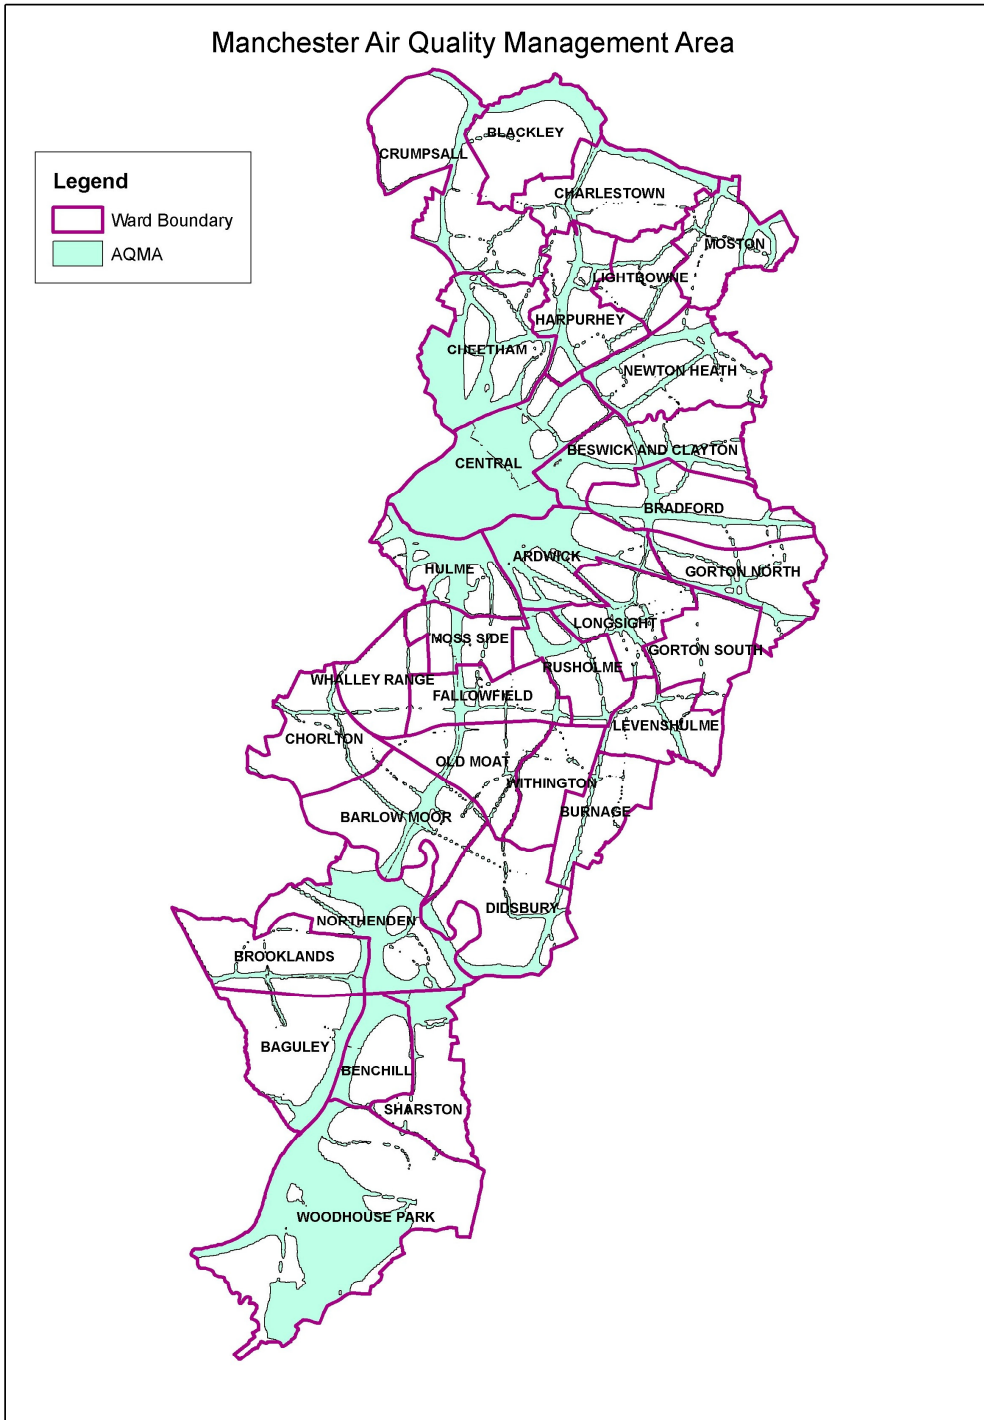 Manchester Air Quality Management Area
Legend
Ward Boundary
AQMA
BLACKLEY
CRUMPSALL
CHARLESTOWN
MOSTON
LIGHTBOWNE
HARPURHEY
CHEETHAM
NEWTON HEATH
BESWICK AND CLAYTON
CENTRAL
BRADFORD
ARDWICK
HULME
GORTON NORTH
LONGSIGHT
MOSS SIDE
GORTON SOUTH
RUSHOLME
WHALLEY RANGE
FALLOWFIELD
LEVENSHULME
CHORLTON
OLD MOAT
WITHINGTON
BURNAGE
BARLOW MOOR
DIDSBURY
NORTHENDEN
BROOKLANDS
BAGULEY
BENCHILL
SHARSTON
WOODHOUSE PARK